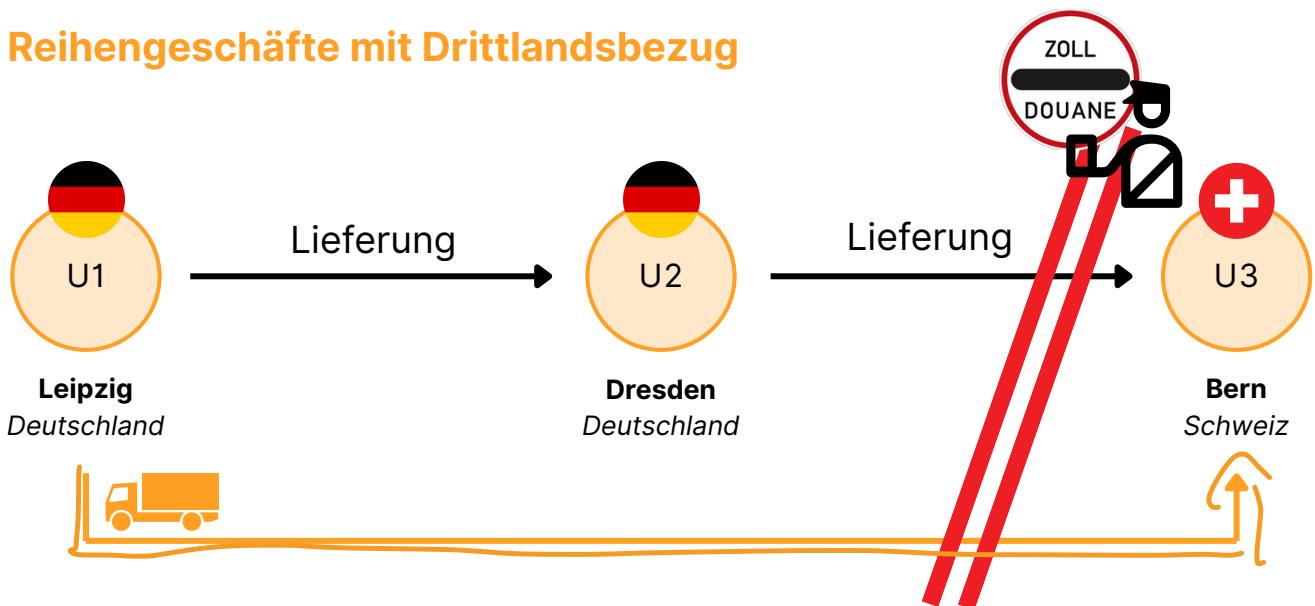 Reihengeschäfte mit Drittlandsbezug
ZOLL
DOUANE
Lieferung
Lieferung
U1
U2
U3
Leipzig
Deutschland
Dresden
Deutschland
Bern
Schweiz